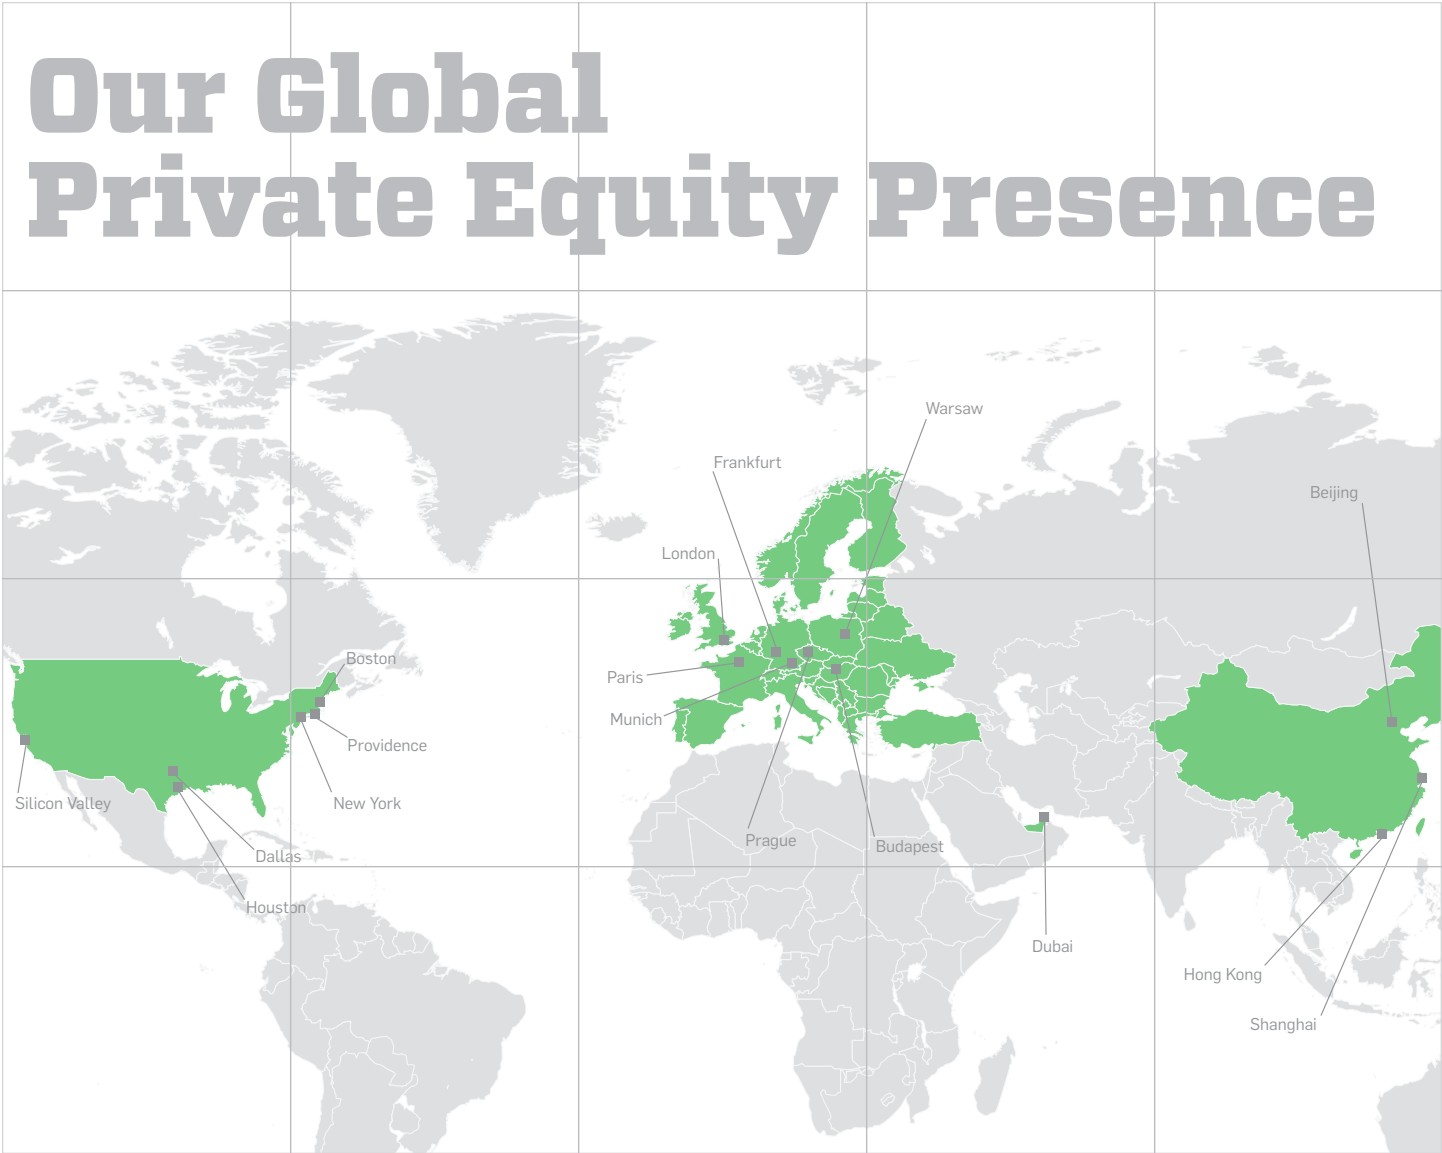 Our Global
Private Equity Presence
Warsaw
Frankfurt
Beijing
London
Boston
Paris
Munich
Providence
Silicon Valley
New York
Prague
Budapest
Dallas
Houston
Dubai
Hong Kong
Shanghai